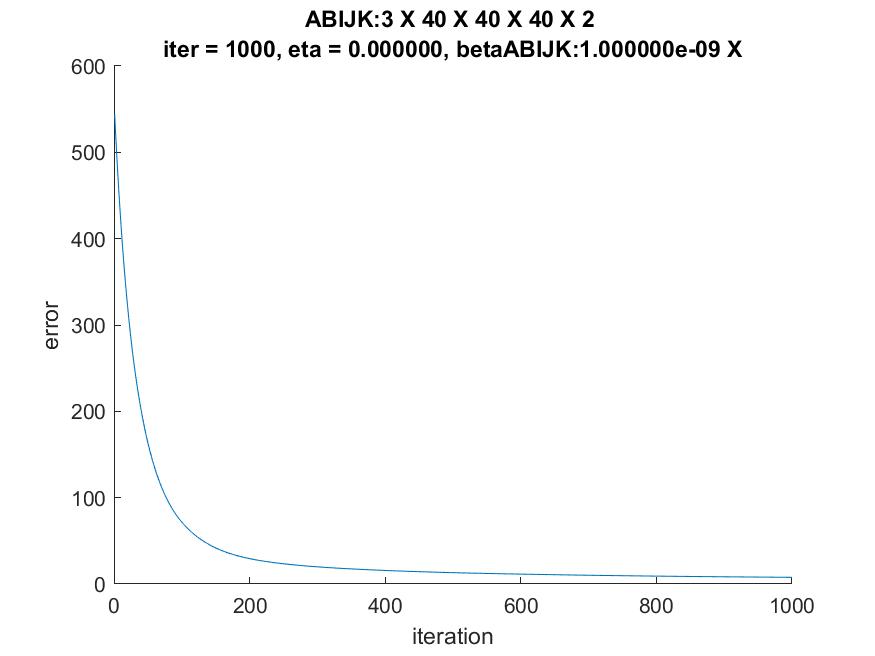 ABIJK:3 X 40 X 40 X 40 X 2
iter = 1000, eta = 0.000000, betaABIJK:1.000000e-09 X
600
500
400
300
200
100
0
error
0 200 400 600 800 1000
iteration